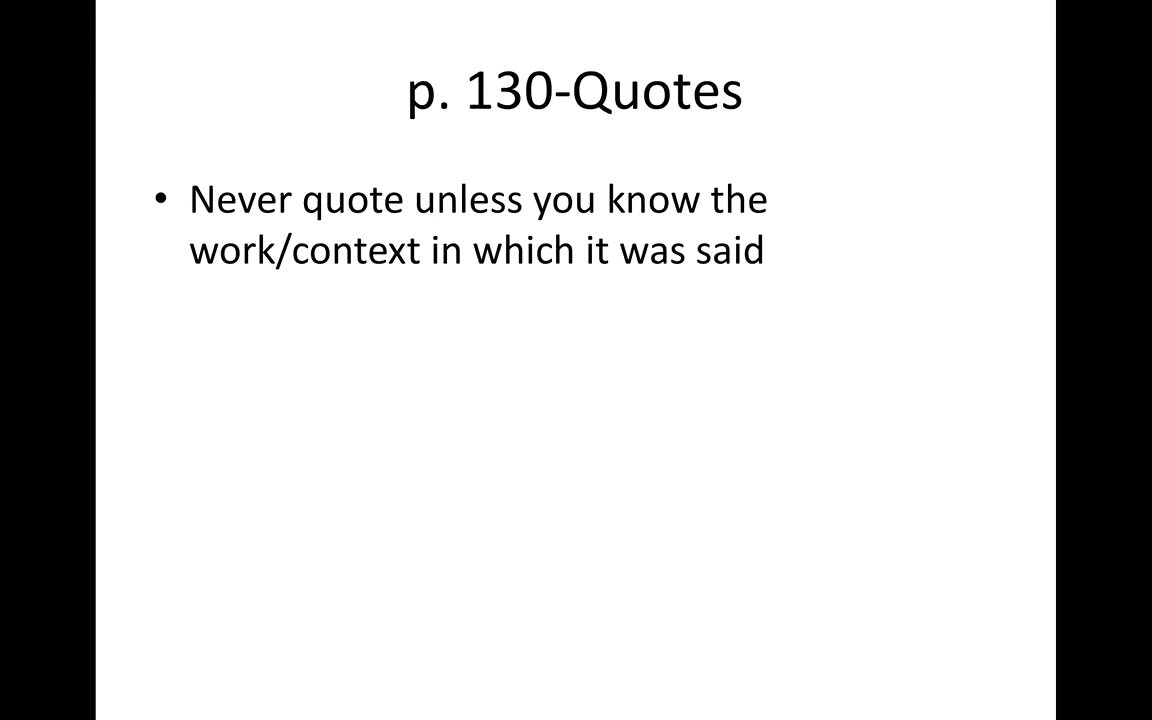 p. 130-Quotes
• Never quote unless you know the
work/context in which it was said